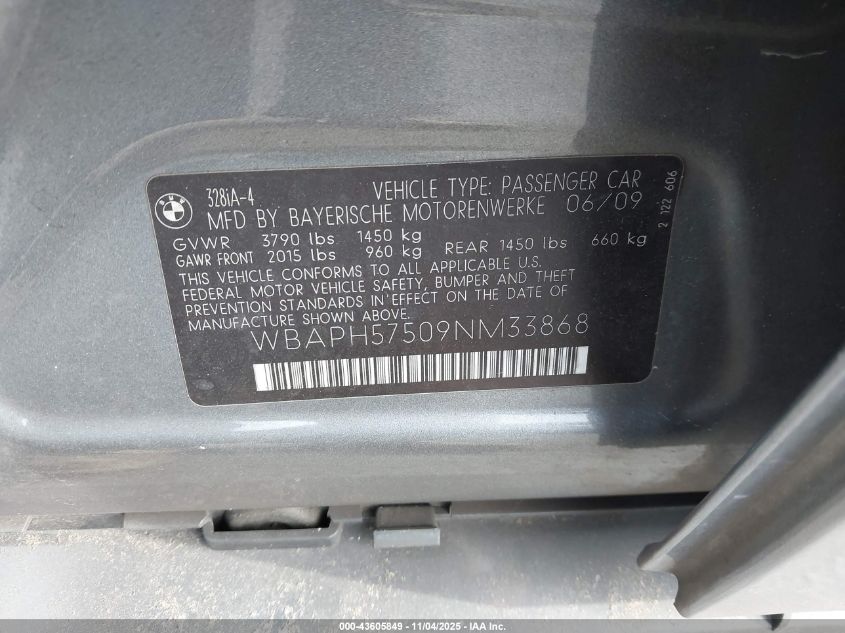 BMW
328iA-4 VEHICLE TYPE: PASSENGER CAR
MFD BY BAYERISCHE MOTORENWERKE 06/09
GVWR 3790 lbs 1450 kg
GAWR FRONT 2015 lbs 960 kg REAR 1450 lbs 660 kg
THIS VEHICLE CONFORMS TO ALL APPLICABLE U.S.
FEDERAL MOTOR VEHICLE SAFETY, BUMPER AND THEFT
PREVENTION STANDARDS IN EFFECT ON THE DATE OF
MANUFACTURE SHOWN ABOVE.
WBAPH57509NM33868
2 122 606
000-43605849 - 11/04/2025 - IAA Inc.